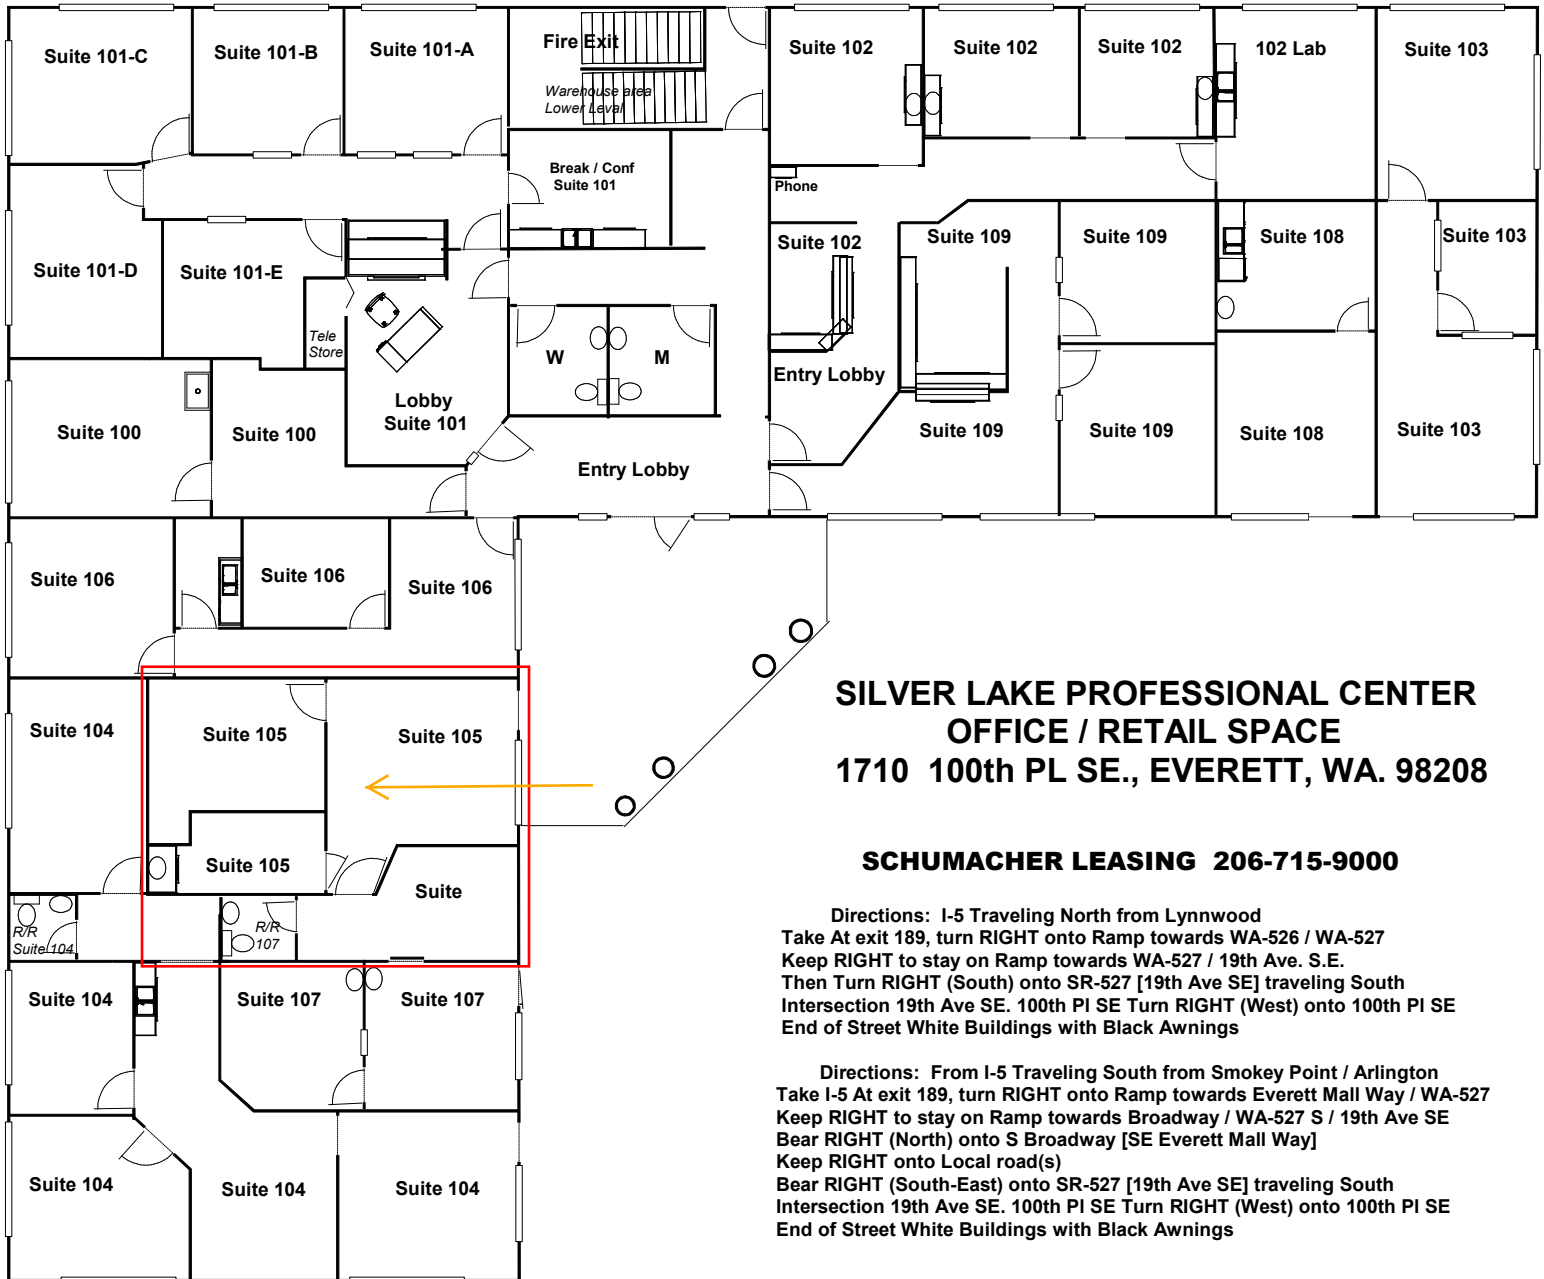 Suite 101-C
Suite 101-B
Suite 101-A
Fire Exit
Warehouse area
Lower Leval
Suite 102
Suite 102
Suite 102
102 Lab
Suite 103
Break / Conf
Suite 101
Phone
Suite 101-D
Suite 101-E
Suite 102
Suite 109
Suite 109
Suite 108
Suite 103
Tele
Store
W
M
Entry Lobby
Lobby
Suite 101
Suite 100
Suite 100
Entry Lobby
Suite 109
Suite 109
Suite 108
Suite 103
Suite 106
Suite 106
Suite 106
Suite 104
Suite 105
Suite 105
Suite 105
Suite
R/R
Suite 104
R/R
107
Suite 104
Suite 107
Suite 107
Suite 104
Suite 104
Suite 104
SILVER LAKE PROFESSIONAL CENTER
OFFICE / RETAIL SPACE
1710 100th PL SE., EVERETT, WA. 98208
SCHUMACHER LEASING 206-715-9000
Directions: I-5 Traveling North from Lynnwood
Take At exit 189, turn RIGHT onto Ramp towards WA-526 / WA-527
Keep RIGHT to stay on Ramp towards WA-527 / 19th Ave. S.E.
Then Turn RIGHT (South) onto SR-527 [19th Ave SE] traveling South
Intersection 19th Ave SE. 100th Pl SE Turn RIGHT (West) onto 100th Pl SE
End of Street White Buildings with Black Awnings
Directions: From I-5 Traveling South from Smokey Point / Arlington
Take I-5 At exit 189, turn RIGHT onto Ramp towards Everett Mall Way / WA-527
Keep RIGHT to stay on Ramp towards Broadway / WA-527 S / 19th Ave SE
Bear RIGHT (North) onto S Broadway [SE Everett Mall Way]
Keep RIGHT onto Local road(s)
Bear RIGHT (South-East) onto SR-527 [19th Ave SE] traveling South
Intersection 19th Ave SE. 100th Pl SE Turn RIGHT (West) onto 100th Pl SE
End of Street White Buildings with Black Awnings